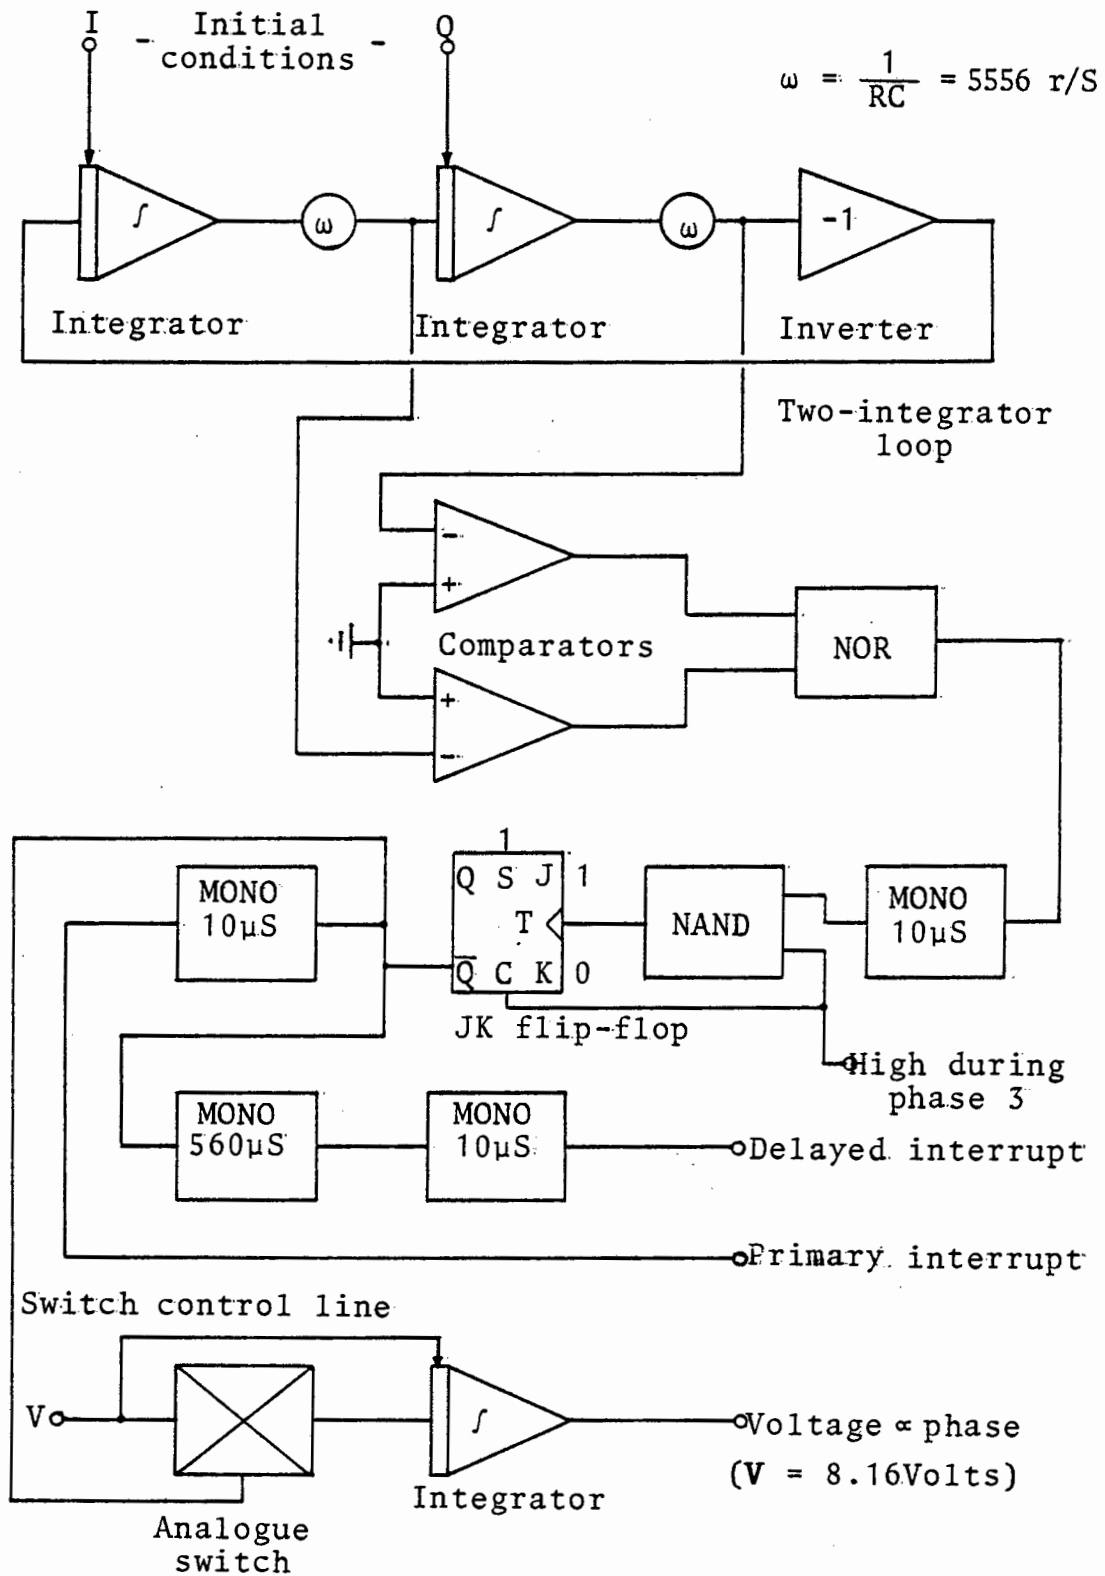 I - Initial conditions - Q
ω = 1/RC = 5556 r/S
∫ ω ∫ ω -1
Integrator Integrator Inverter
Two-integrator
loop
-
+
Comparators
+
-
NOR
1
Q S J 1
T
Q̅ C K 0
JK flip-flop
MONO
10μS
NAND
MONO
10μS
High during
phase 3
MONO
560μS
MONO
10μS
Delayed interrupt
Primary interrupt
Switch control line
V
∫
Voltage ∝ phase
(V = 8.16Volts)
Integrator
Analogue
switch